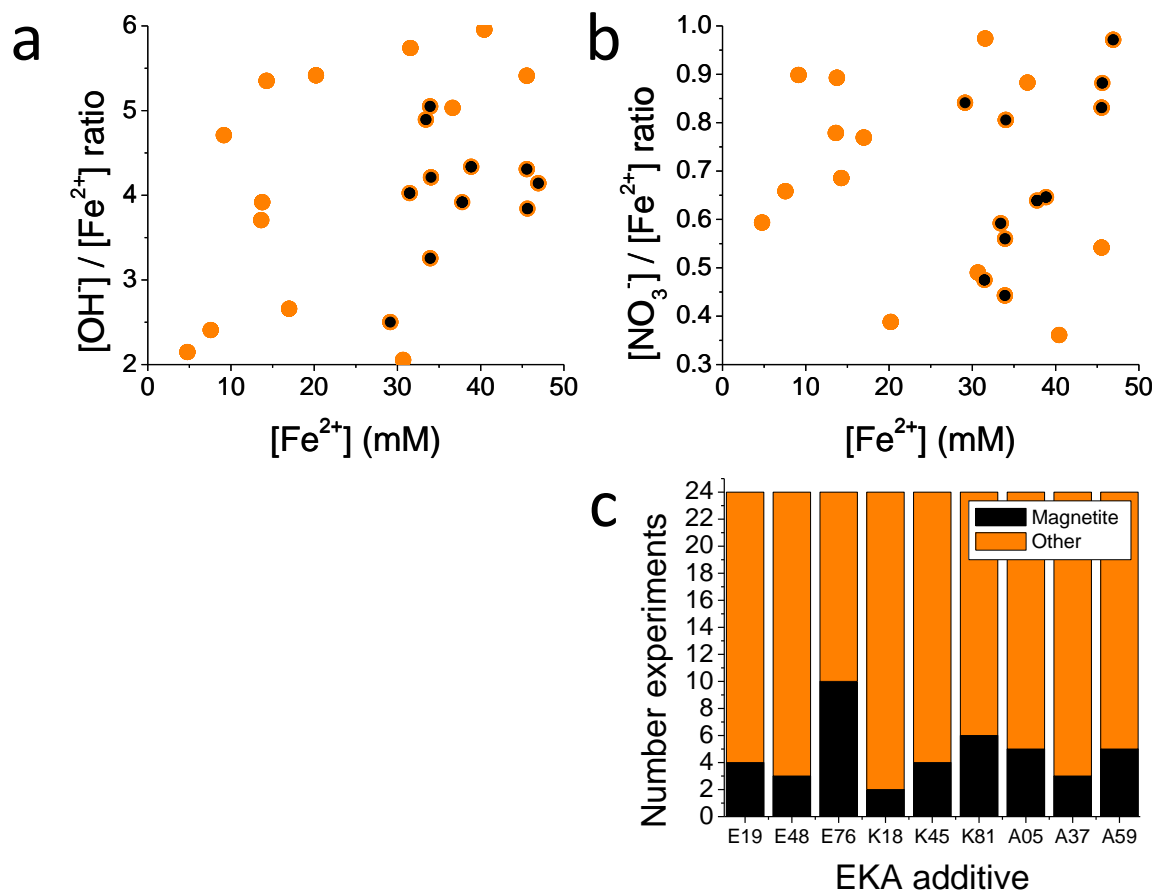 a
6
5
4
3
2
[OH⁻] / [Fe²⁺] ratio
0 10 20 30 40 50
[Fe²⁺] (mM)
b
1.0
0.9
0.8
0.7
0.6
0.5
0.4
0.3
[NO₃⁻] / [Fe²⁺] ratio
0 10 20 30 40 50
[Fe²⁺] (mM)
c
24
22
20
18
16
14
12
10
8
6
4
2
0
Number experiments
Magnetite
Other
E19 E48 E76 K18 K45 K81 A05 A37 A59
EKA additive